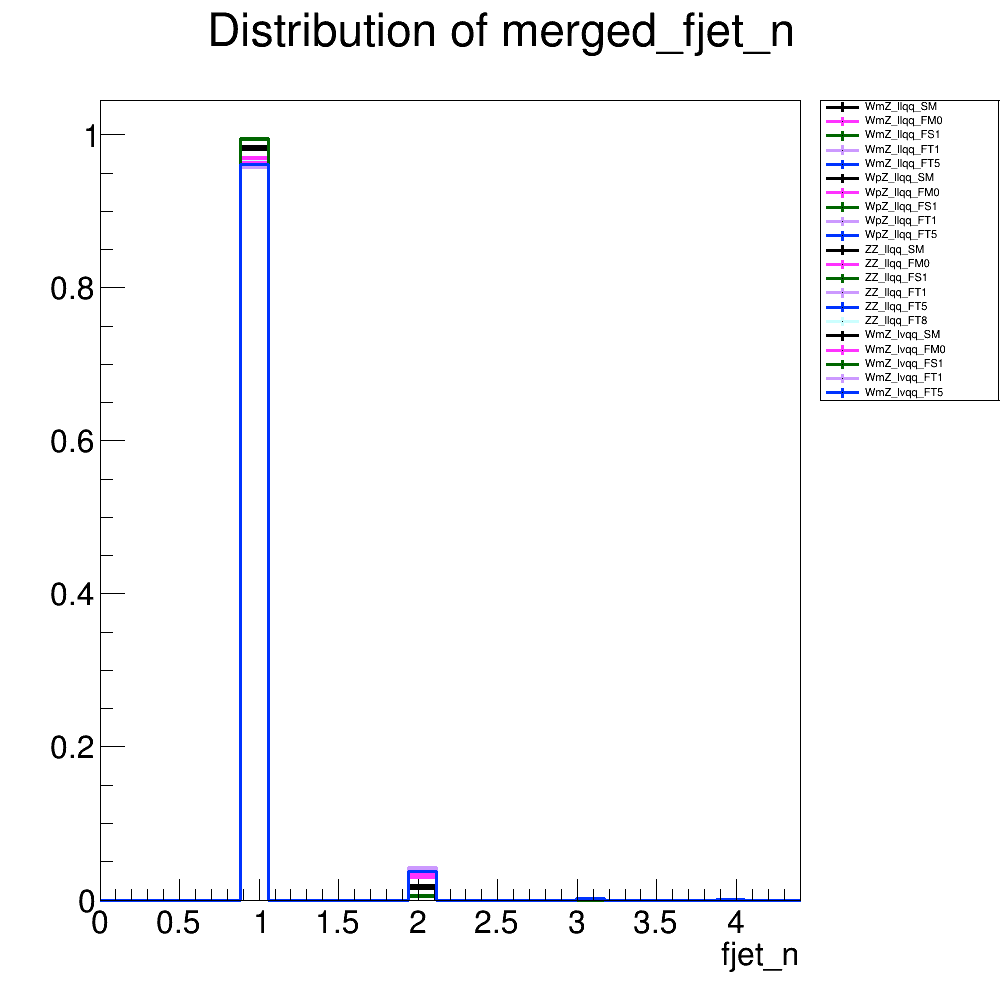 Distribution of merged_fjet_n
WmZ_llqq_SM
WmZ_llqq_FM0
WmZ_llqq_FS1
WmZ_llqq_FT1
WmZ_llqq_FT5
WpZ_llqq_SM
WpZ_llqq_FM0
WpZ_llqq_FS1
WpZ_llqq_FT1
WpZ_llqq_FT5
ZZ_llqq_SM
ZZ_llqq_FM0
ZZ_llqq_FS1
ZZ_llqq_FT1
ZZ_llqq_FT5
ZZ_llqq_FT8
WmZ_lvqq_SM
WmZ_lvqq_FM0
WmZ_lvqq_FS1
WmZ_lvqq_FT1
WmZ_lvqq_FT5
1
0.8
0.6
0.4
0.2
0
0 0.5 1 1.5 2 2.5 3 3.5 4
fjet_n